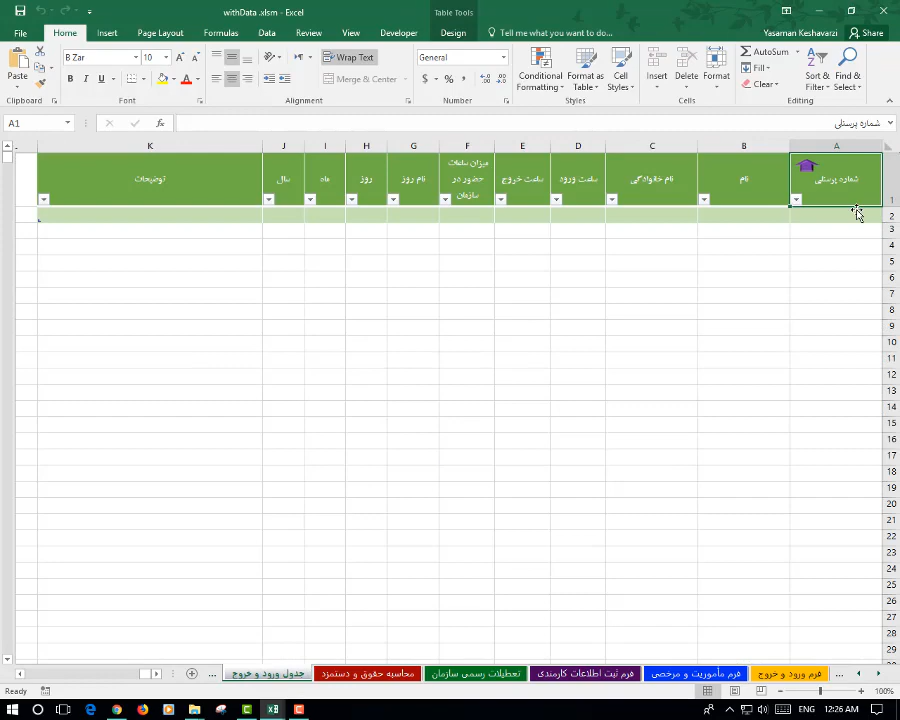 withData .xlsm - Excel
Table Tools
File
Home
Insert
Page Layout
Formulas
Data
Review
View
Developer
Design
Tell me what you want to do...
Yasaman Keshavarzi
Share
Paste
Clipboard
B Zar
10
B I U
Font
Wrap Text
Merge & Center
Alignment
General
$ % ,
Number
Conditional Formatting
Format as Table
Cell Styles
Styles
Insert
Delete
Format
Cells
AutoSum
Fill
Clear
Sort & Filter
Find & Select
Editing
A1
fx
شماره پرسنلی
K J I H G F E D C B A
شماره پرسنلی
نام
نام خانوادگی
ساعت ورود
ساعت خروج
میزان ساعات
حضور در
سازمان
نام روز
روز
ماه
سال
توضیحات
1
2
3
4
5
6
7
8
9
10
11
12
13
14
15
16
17
18
19
20
21
22
23
24
25
26
27
28
29
فرم ورود و خروج
فرم مأموریت و مرخصی
فرم ثبت اطلاعات کارمندی
تعطیلات رسمی سازمان
محاسبه حقوق و دستمزد
جدول ورود و خروج
Ready
100%
ENG
12:26 AM